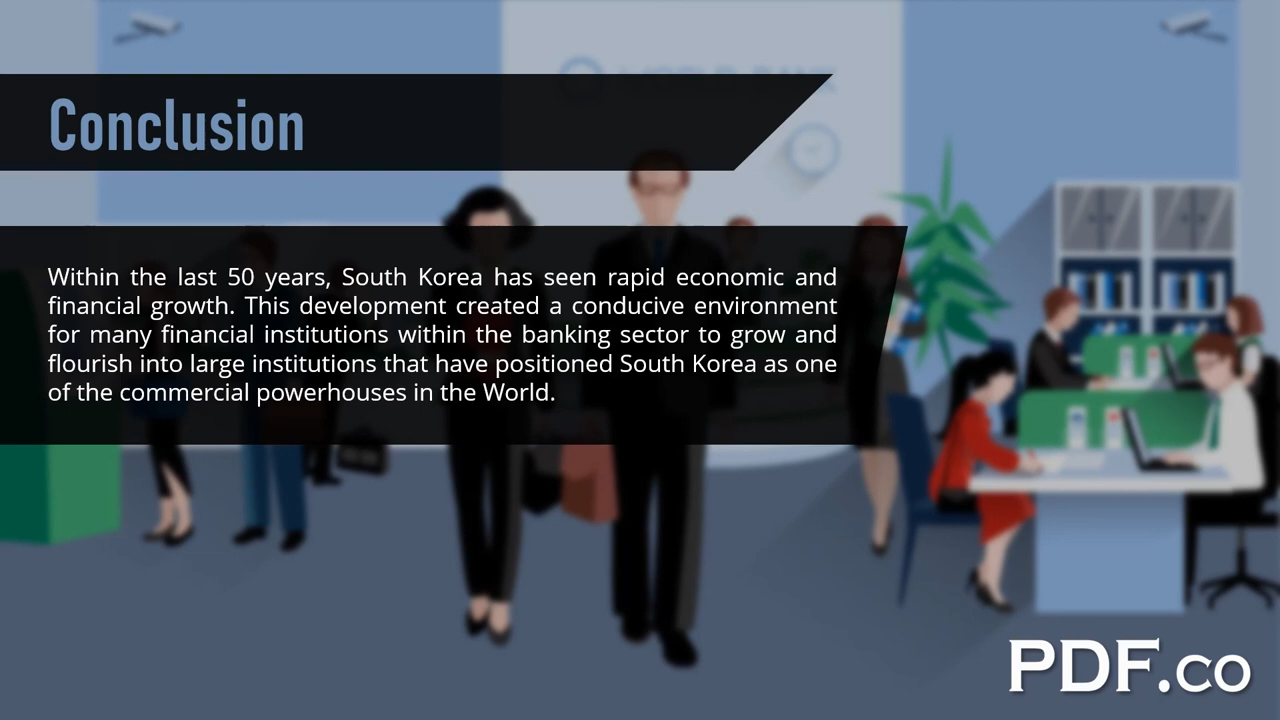 Conclusion
Within the last 50 years, South Korea has seen rapid economic and
financial growth. This development created a conducive environment
for many financial institutions within the banking sector to grow and
flourish into large institutions that have positioned South Korea as one
of the commercial powerhouses in the World.
PDF.co